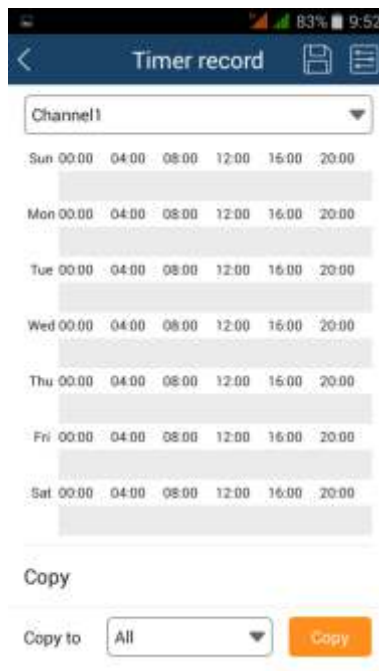 83% 9:52
Timer record
Channel1
Sun 00:00 04:00 08:00 12:00 16:00 20:00
Mon 00:00 04:00 08:00 12:00 16:00 20:00
Tue 00:00 04:00 08:00 12:00 16:00 20:00
Wed 00:00 04:00 08:00 12:00 16:00 20:00
Thu 00:00 04:00 08:00 12:00 16:00 20:00
Fri 00:00 04:00 08:00 12:00 16:00 20:00
Sat 00:00 04:00 08:00 12:00 16:00 20:00
Copy
Copy to All Copy